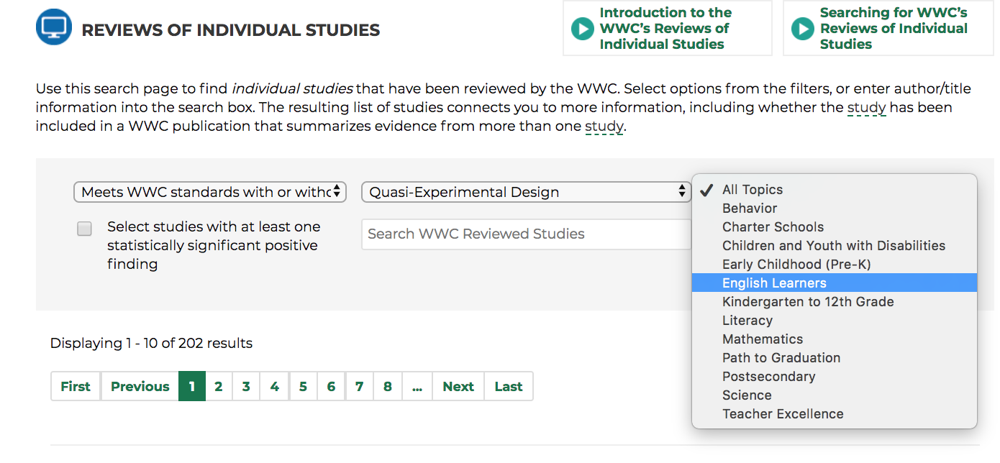 REVIEWS OF INDIVIDUAL STUDIES
Introduction to the
WWC's Reviews of
Individual Studies
Searching for WWC's
Reviews of Individual
Studies
Use this search page to find individual studies that have been reviewed by the WWC. Select options from the filters, or enter author/title
information into the search box. The resulting list of studies connects you to more information, including whether the study has been
included in a WWC publication that summarizes evidence from more than one study.
Meets WWC standards with or withc
Quasi-Experimental Design
Select studies with at least one
statistically significant positive
finding
Search WWC Reviewed Studies
✓ All Topics
Behavior
Charter Schools
Children and Youth with Disabilities
Early Childhood (Pre-K)
English Learners
Kindergarten to 12th Grade
Literacy
Mathematics
Path to Graduation
Postsecondary
Science
Teacher Excellence
Displaying 1 - 10 of 202 results
First Previous 1 2 3 4 5 6 7 8 ... Next Last